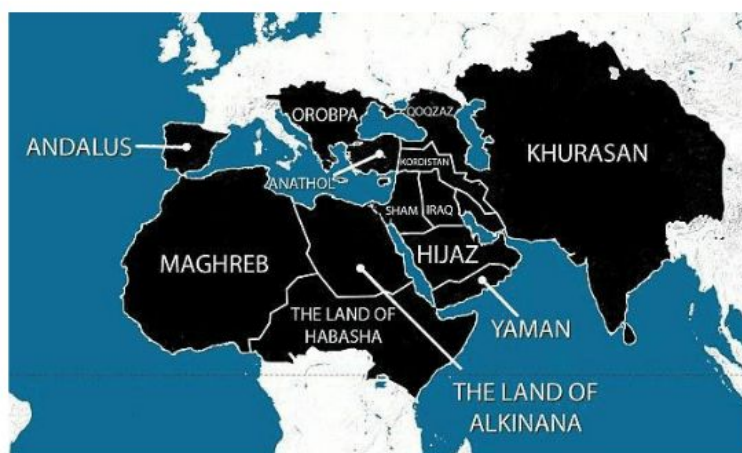 OROBPA
QOQZAZ
ANDALUS
KHURASAN
KORDISTAN
ANATHOL
SHAM
IRAQ
HIJAZ
MAGHREB
THE LAND OF
HABASHA
YAMAN
THE LAND OF
ALKINANA